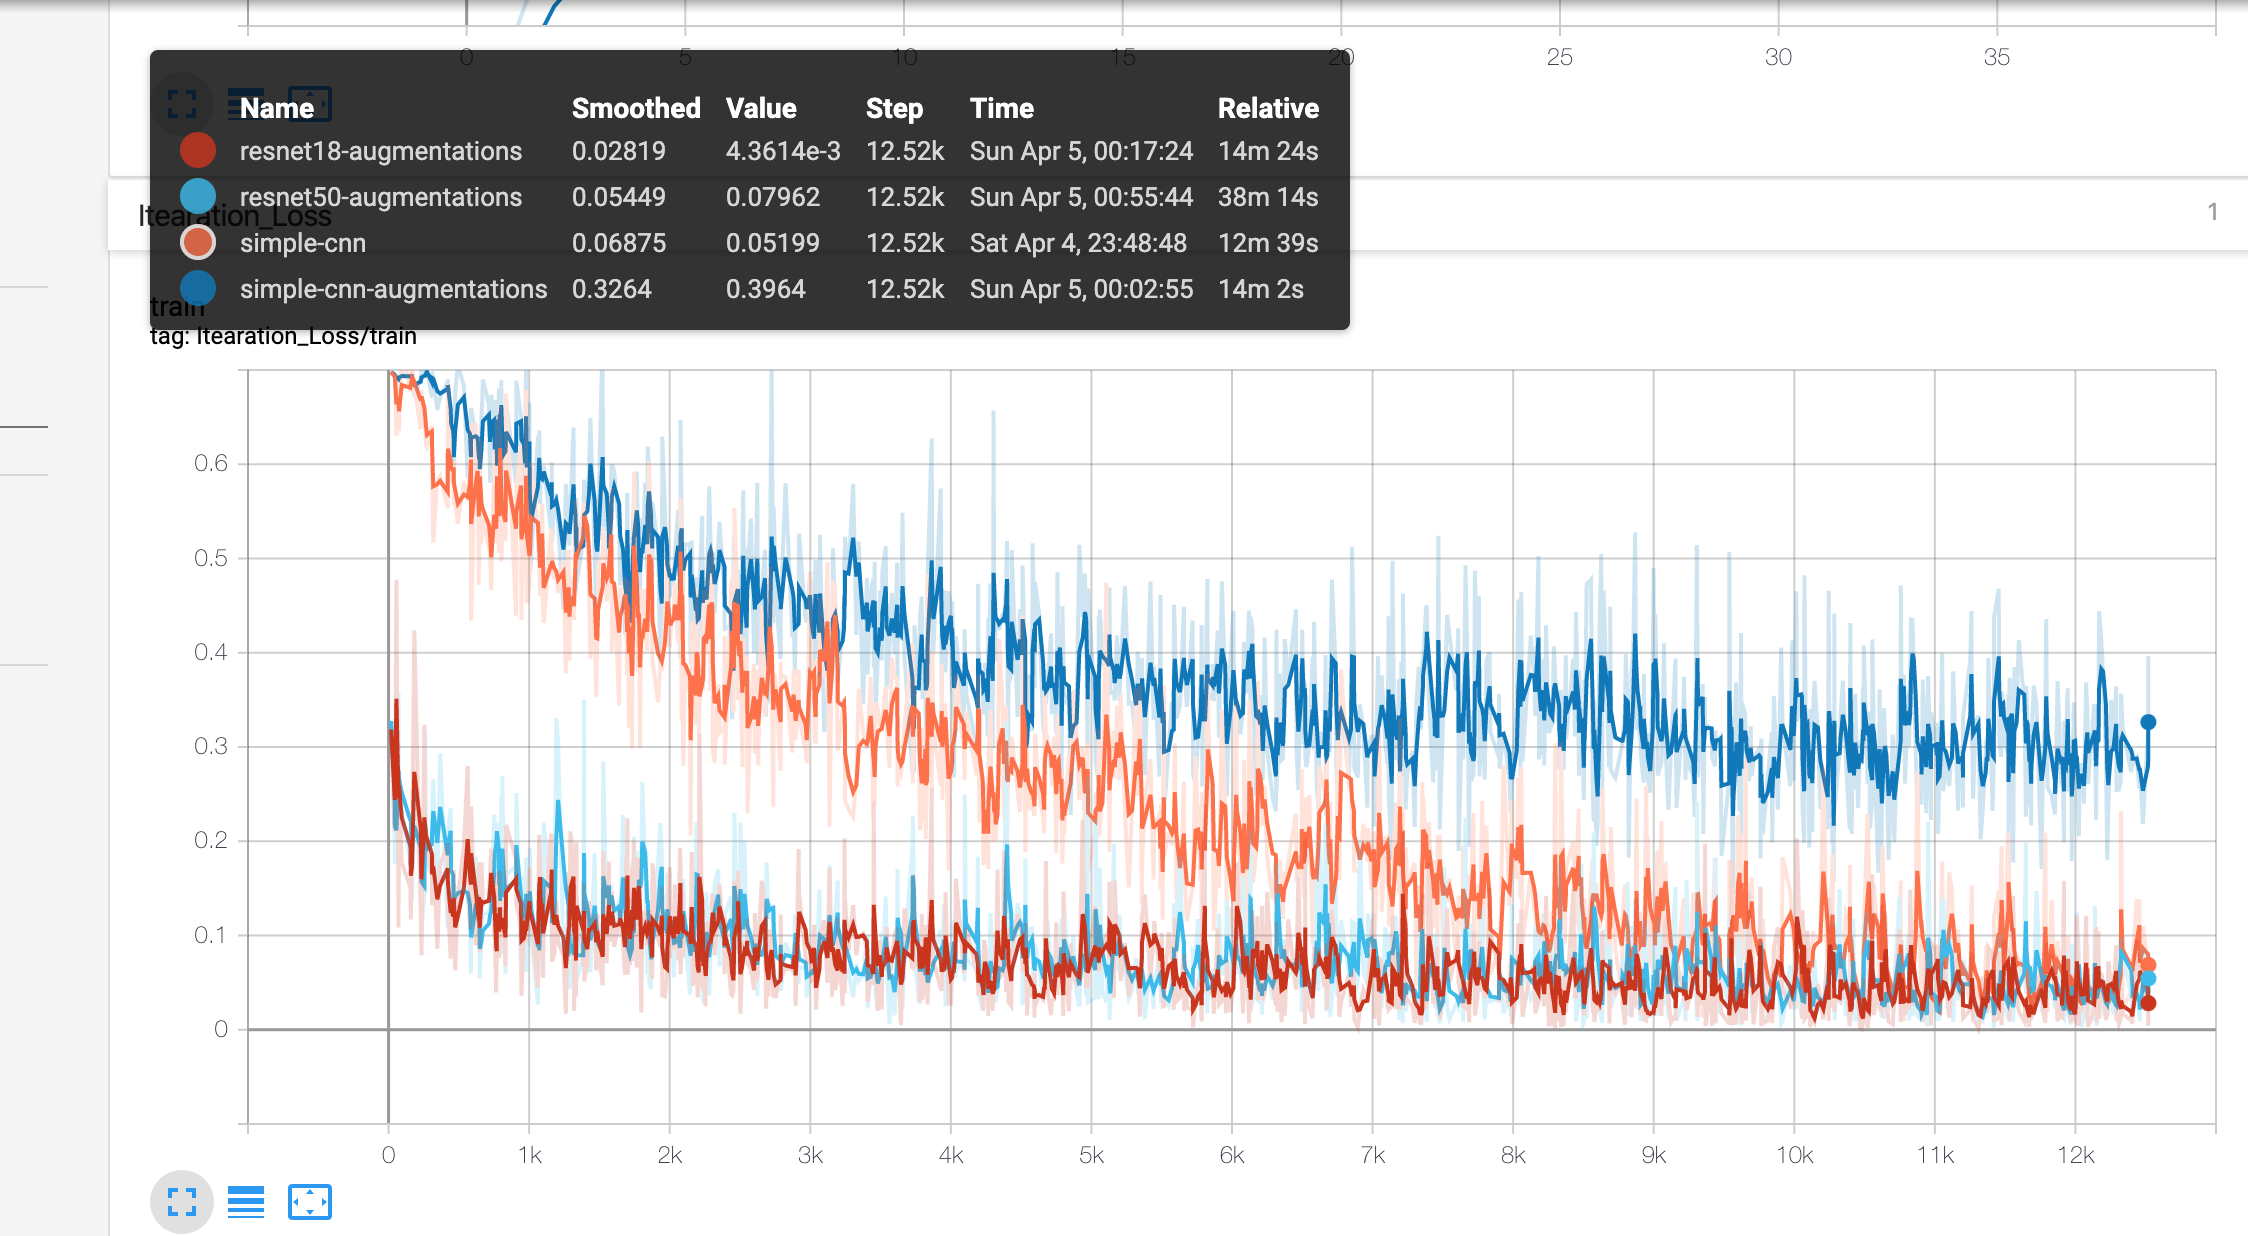 0 5 10 15 20 25 30 35
Name Smoothed Value Step Time Relative
resnet18-augmentations 0.02819 4.3614e-3 12.52k Sun Apr 5, 00:17:24 14m 24s
resnet50-augmentations 0.05449 0.07962 12.52k Sun Apr 5, 00:55:44 38m 14s
Itearation_Loss 1
simple-cnn 0.06875 0.05199 12.52k Sat Apr 4, 23:48:48 12m 39s
simple-cnn-augmentations 0.3264 0.3964 12.52k Sun Apr 5, 00:02:55 14m 2s
train
tag: Itearation_Loss/train
0.6
0.5
0.4
0.3
0.2
0.1
0
0 1k 2k 3k 4k 5k 6k 7k 8k 9k 10k 11k 12k